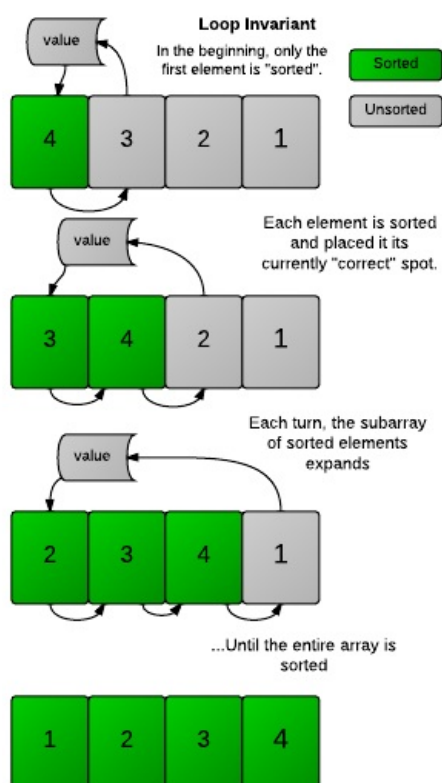 Loop Invariant
value
In the beginning, only the
first element is "sorted".
Sorted
Unsorted
4 3 2 1
Each element is sorted
and placed it its
currently "correct" spot.
value
3 4 2 1
Each turn, the subarray
of sorted elements
expands
value
2 3 4 1
...Until the entire array is
sorted
1 2 3 4